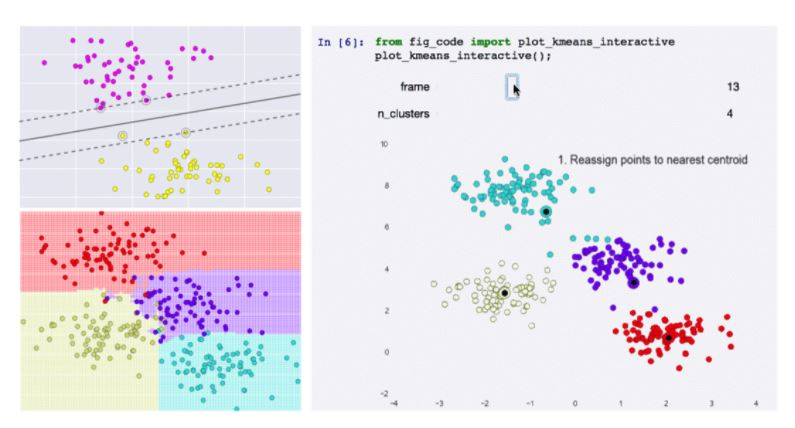 In [6]: from fig_code import plot_kmeans_interactive
plot_kmeans_interactive();
frame 13
n_clusters 4
1. Reassign points to nearest centroid
10
8
6
4
2
0
−2
−4 −3 −2 −1 0 1 2 3 4